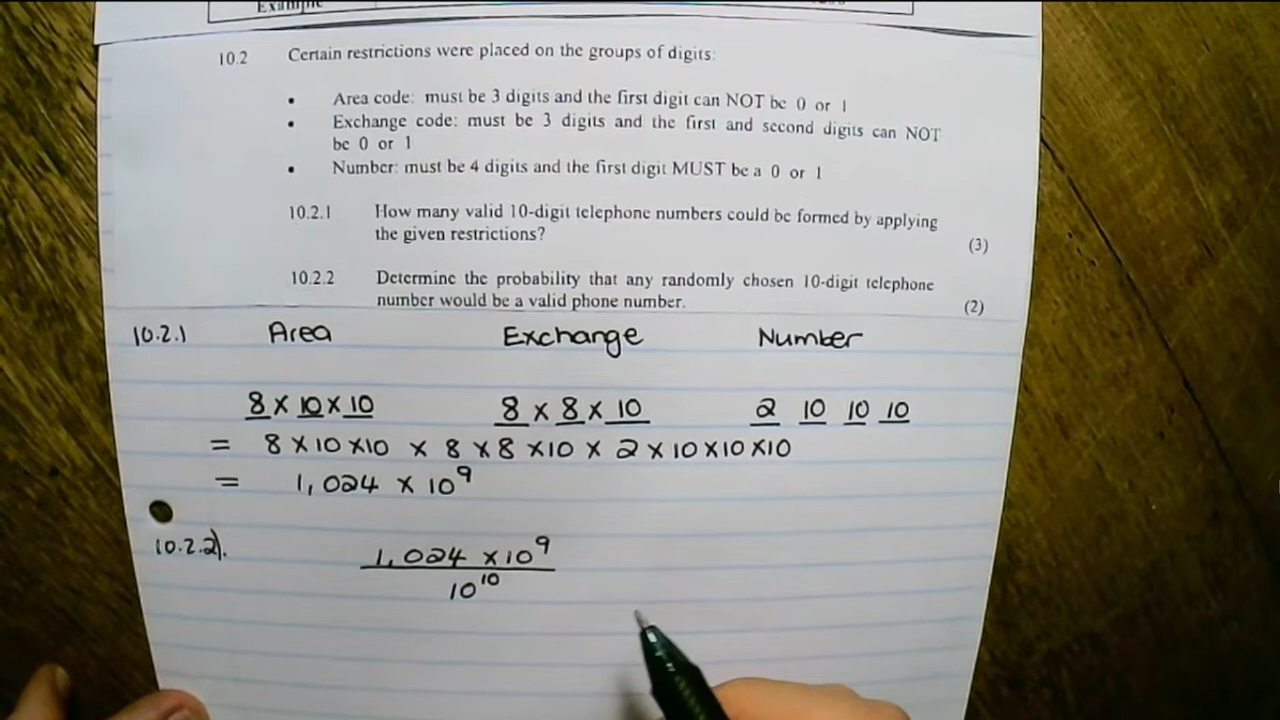 Example
10.2 Certain restrictions were placed on the groups of digits:
• Area code: must be 3 digits and the first digit can NOT be 0 or 1
• Exchange code: must be 3 digits and the first and second digits can NOT
be 0 or 1
• Number: must be 4 digits and the first digit MUST be a 0 or 1
10.2.1 How many valid 10-digit telephone numbers could be formed by applying
the given restrictions?
(3)
10.2.2 Determine the probability that any randomly chosen 10-digit telephone
number would be a valid phone number.
(2)
10.2.1 Area Exchange Number
8 × 10 × 10 8 × 8 × 10 2 10 10 10
= 8 × 10 × 10 × 8 × 8 × 10 × 2 × 10 × 10 × 10
= 1,024 × 10⁹
10.2.2). 1,024 × 10⁹
10¹⁰